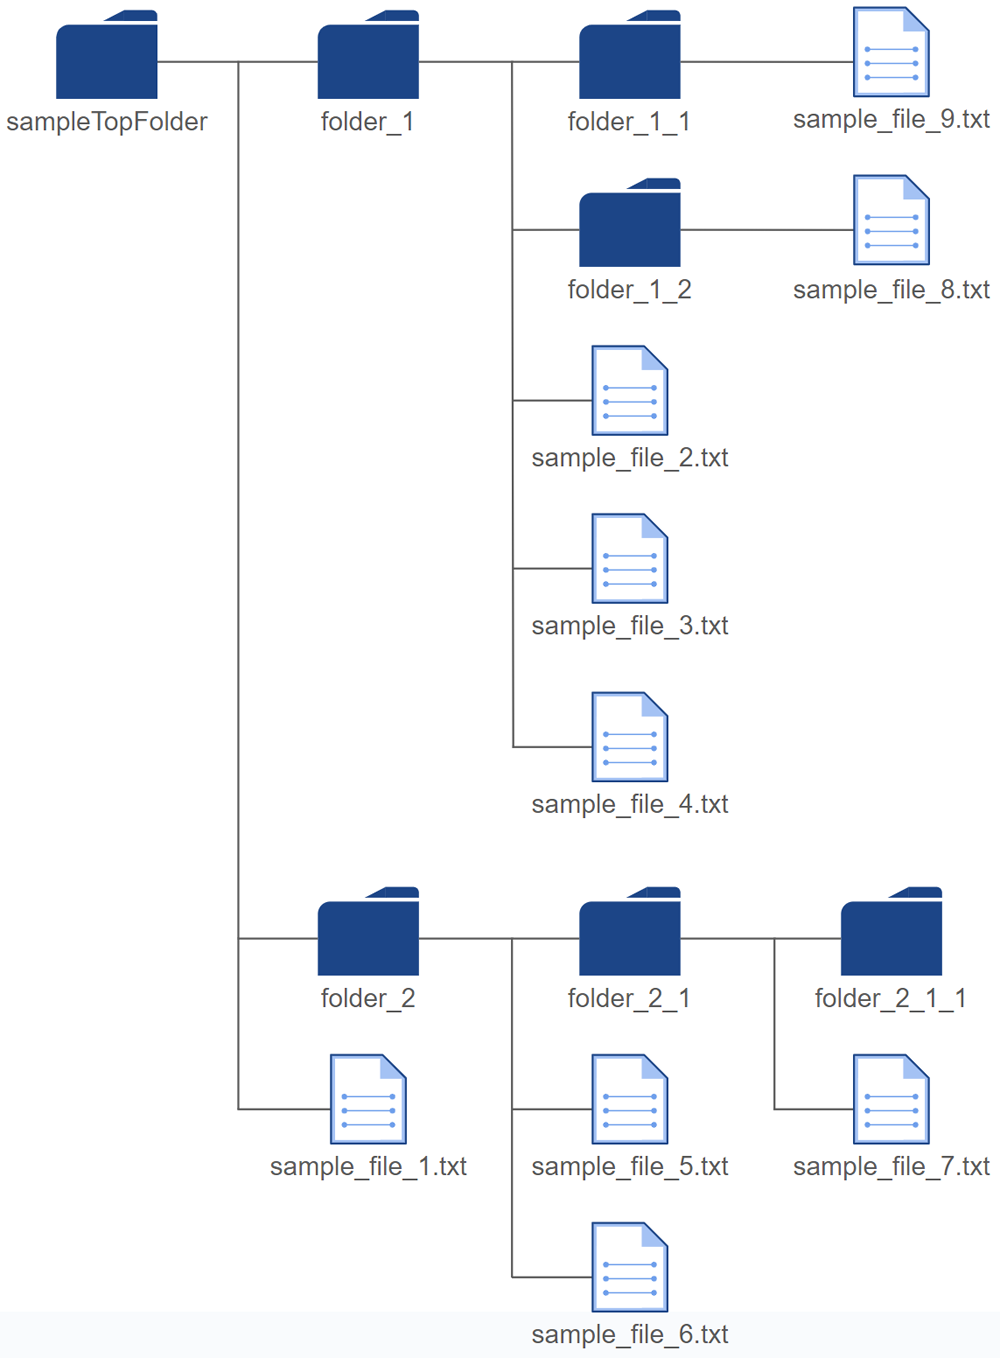 sampleTopFolder
folder_1
folder_1_1
sample_file_9.txt
folder_1_2
sample_file_8.txt
sample_file_2.txt
sample_file_3.txt
sample_file_4.txt
folder_2
folder_2_1
folder_2_1_1
sample_file_1.txt
sample_file_5.txt
sample_file_7.txt
sample_file_6.txt